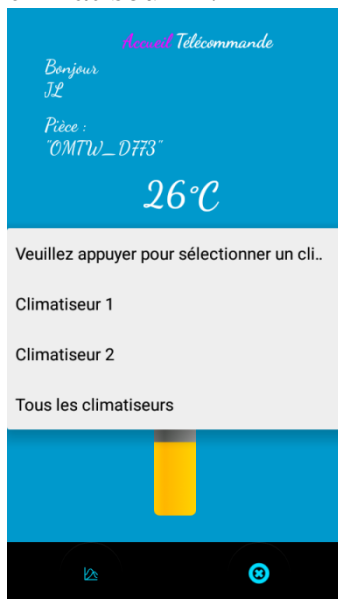 Accueil Télécommande
Bonjour
JL
Pièce :
"OMTW_D773"
26°C
Veuillez appuyer pour sélectionner un cli..
Climatiseur 1
Climatiseur 2
Tous les climatiseurs